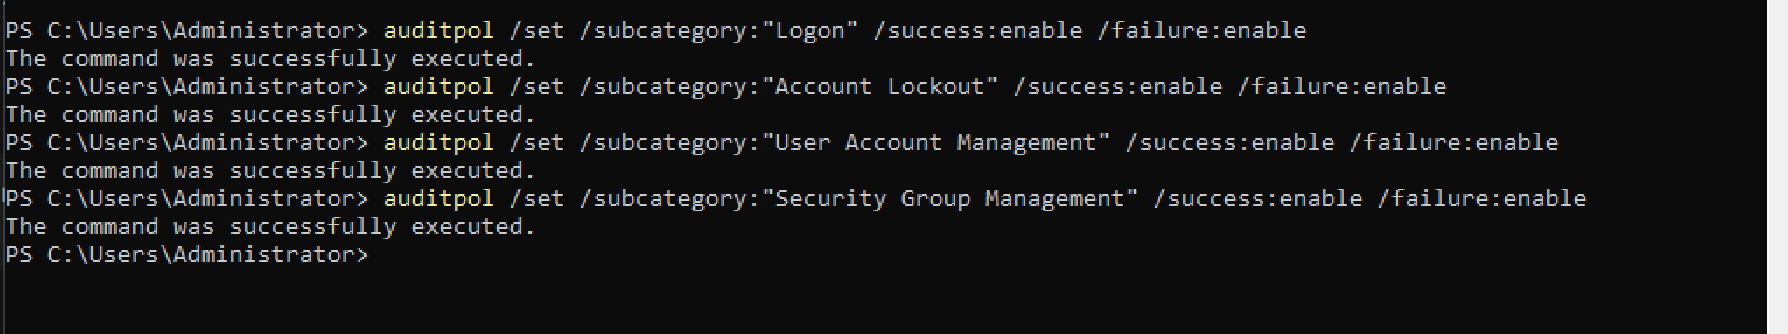 PS C:\Users\Administrator> auditpol /set /subcategory:"Logon" /success:enable /failure:enable
The command was successfully executed.
PS C:\Users\Administrator> auditpol /set /subcategory:"Account Lockout" /success:enable /failure:enable
The command was successfully executed.
PS C:\Users\Administrator> auditpol /set /subcategory:"User Account Management" /success:enable /failure:enable
The command was successfully executed.
PS C:\Users\Administrator> auditpol /set /subcategory:"Security Group Management" /success:enable /failure:enable
The command was successfully executed.
PS C:\Users\Administrator>